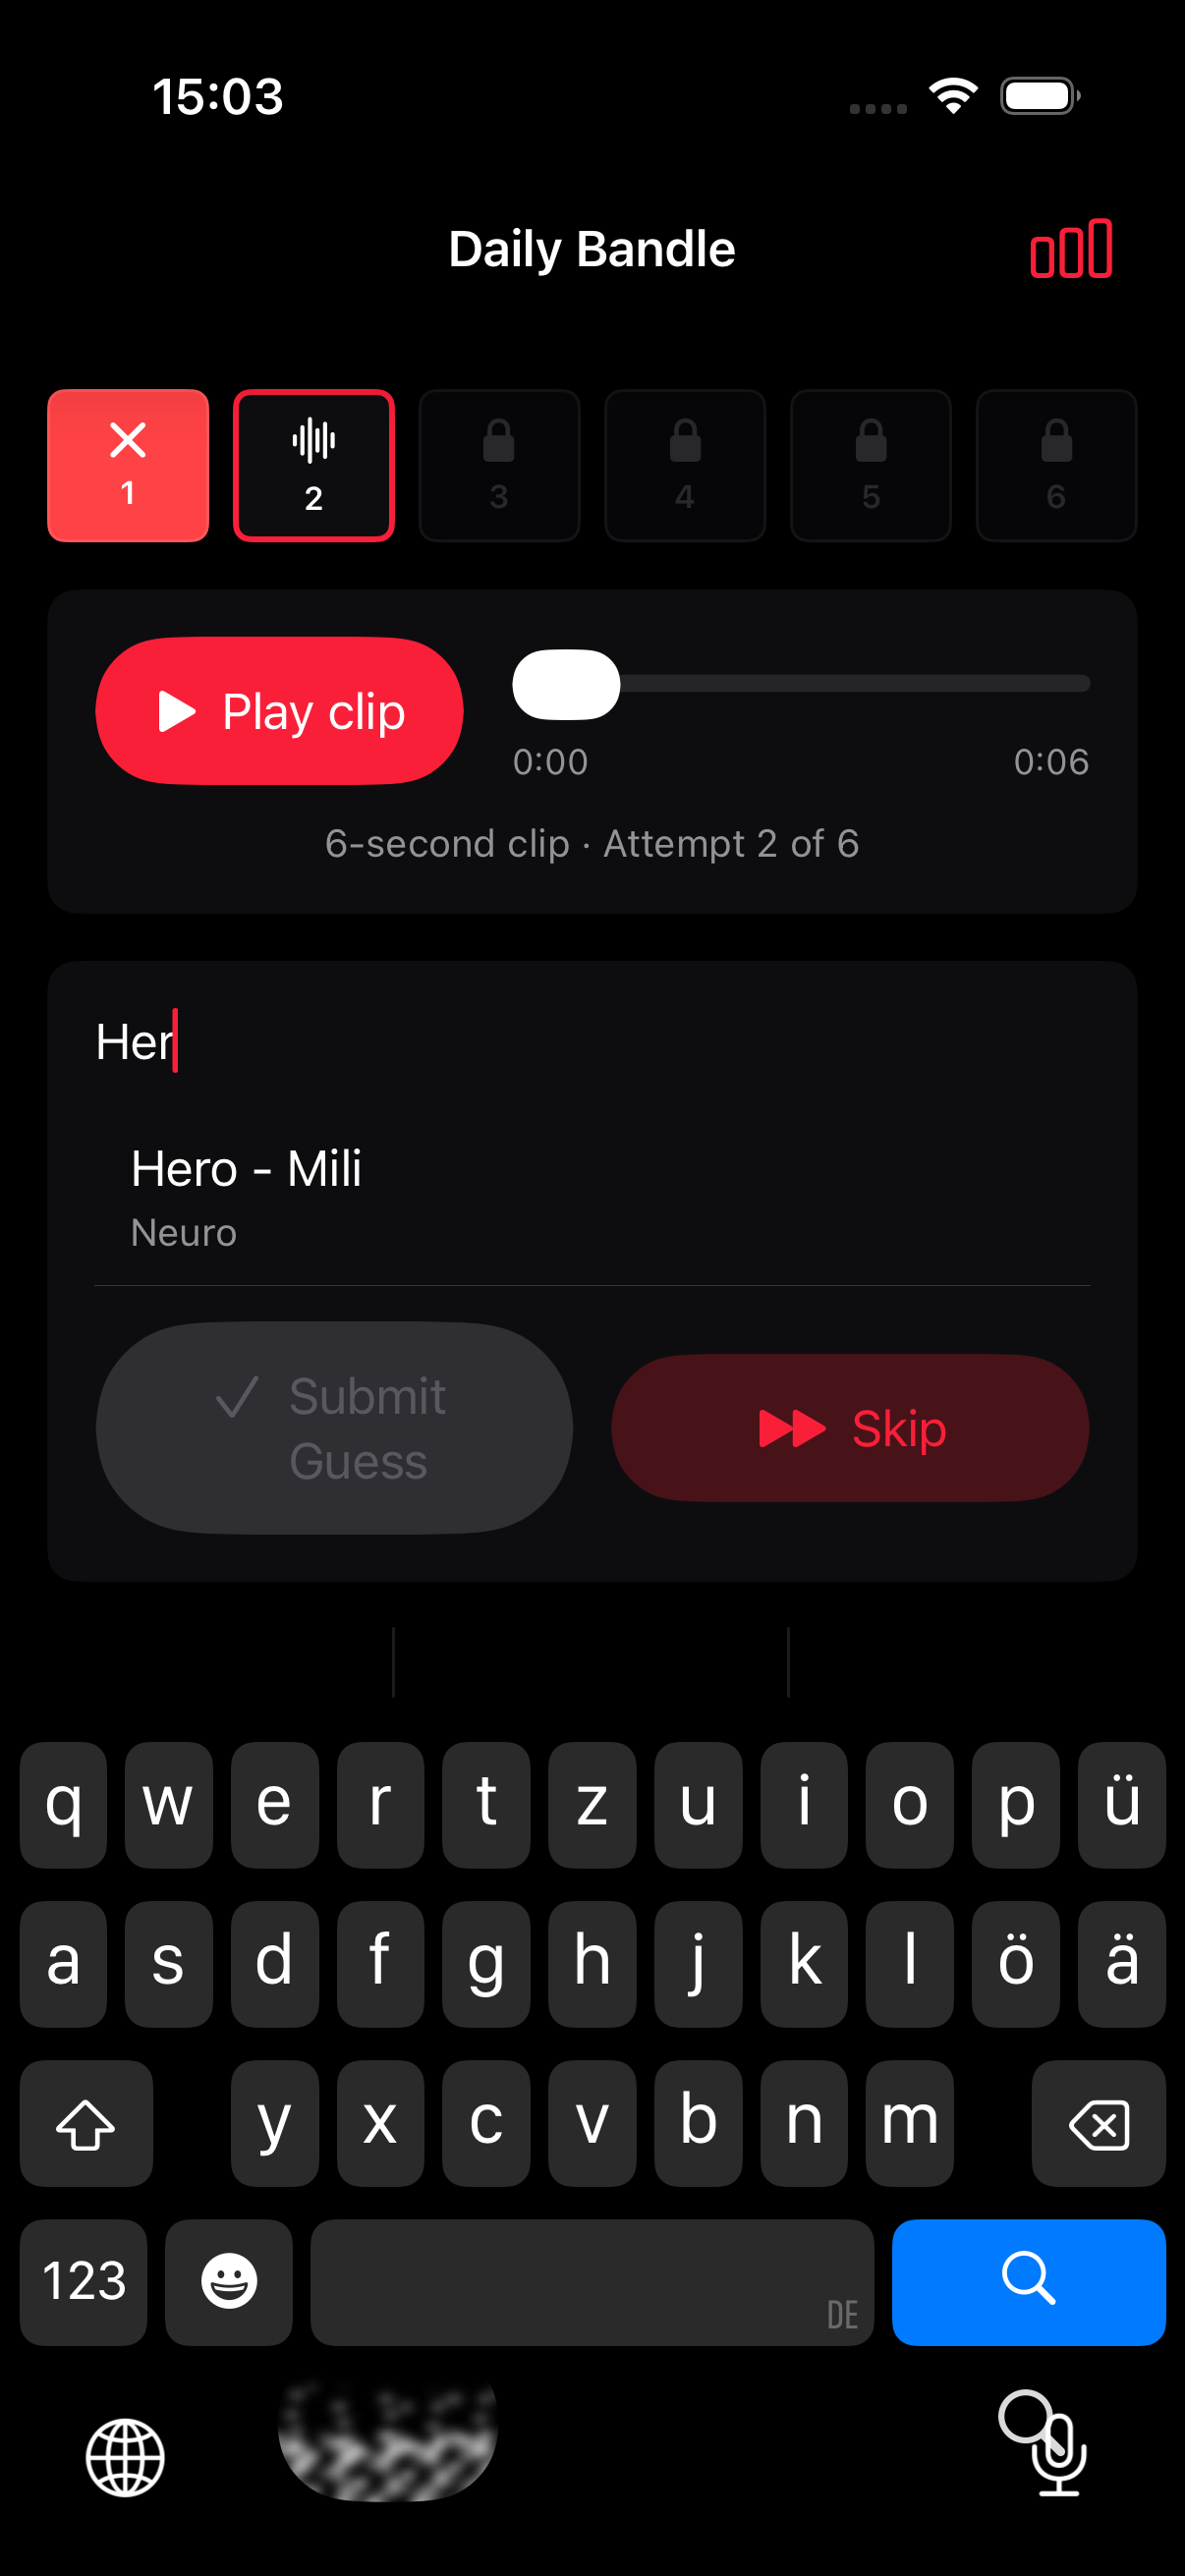 15:03
Daily Bandle
1
2
3
4
5
6
Play clip
0:00
0:06
6-second clip · Attempt 2 of 6
Her
Hero - Mili
Neuro
Submit
Guess
Skip
q w e r t z u i o p ü
a s d f g h j k l ö ä
y x c v b n m
123
DE